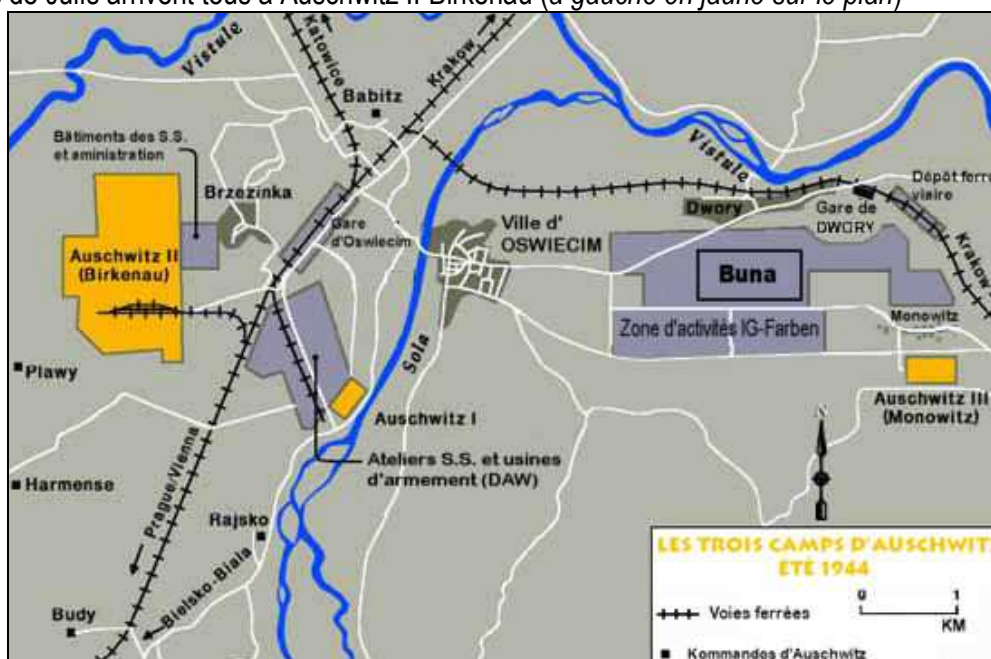 de Juifs arrivent tous à Auschwitz II-Birkenau (à gauche en jaune sur le plan)
Vistule
Katowice
Krakow
Babitz
Bâtiments des S.S.
et aministration
Brzezinka
Vistule
Dépôt ferro
viaire
Dwory
Gare de
DWORY
Gare
d'Oswiecim
Ville d'
OSWIECIM
Krakow
Auschwitz II
(Birkenau)
Buna
Zone d'activités IG-Farben
Monowitz
Sola
Plawy
Auschwitz III
(Monowitz)
Auschwitz I
N
Ateliers S.S. et usines
d'armement (DAW)
Harmense
Prague/Vienna
Rajsko
Bielsko-Biala
Budy
LES TROIS CAMPS D'AUSCHWIT
ÉTÉ 1944
0 1
KM
Voies ferrées
Kommandos d'Auschwitz